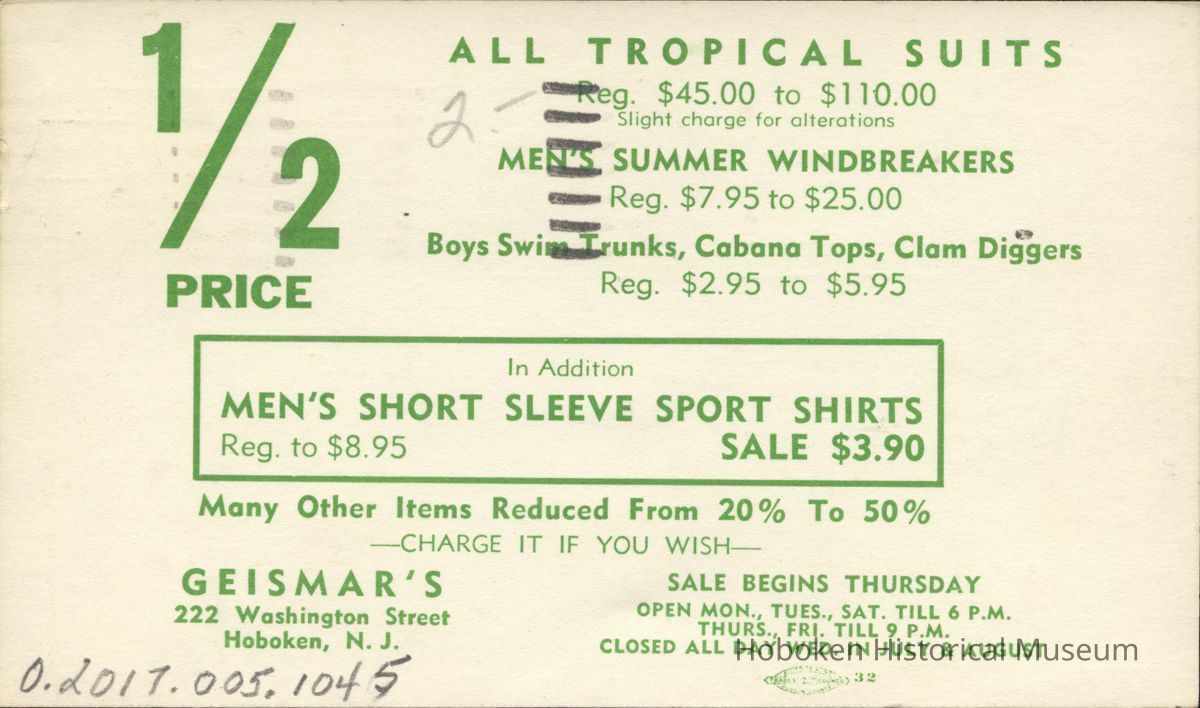 1/2
PRICE
ALL TROPICAL SUITS
Reg. $45.00 to $110.00
Slight charge for alterations
2.—
MEN'S SUMMER WINDBREAKERS
Reg. $7.95 to $25.00
Boys Swim Trunks, Cabana Tops, Clam Diggers
Reg. $2.95 to $5.95
In Addition
MEN'S SHORT SLEEVE SPORT SHIRTS
Reg. to $8.95 SALE $3.90
Many Other Items Reduced From 20% To 50%
—CHARGE IT IF YOU WISH—
GEISMAR'S
222 Washington Street
Hoboken, N. J.
SALE BEGINS THURSDAY
OPEN MON., TUES., SAT. TILL 6 P.M.
THURS., FRI. TILL 9 P.M.
CLOSED ALL DAY WED. IN JULY & AUGUST
Hoboken Historical Museum
32
0.2017.005.1045